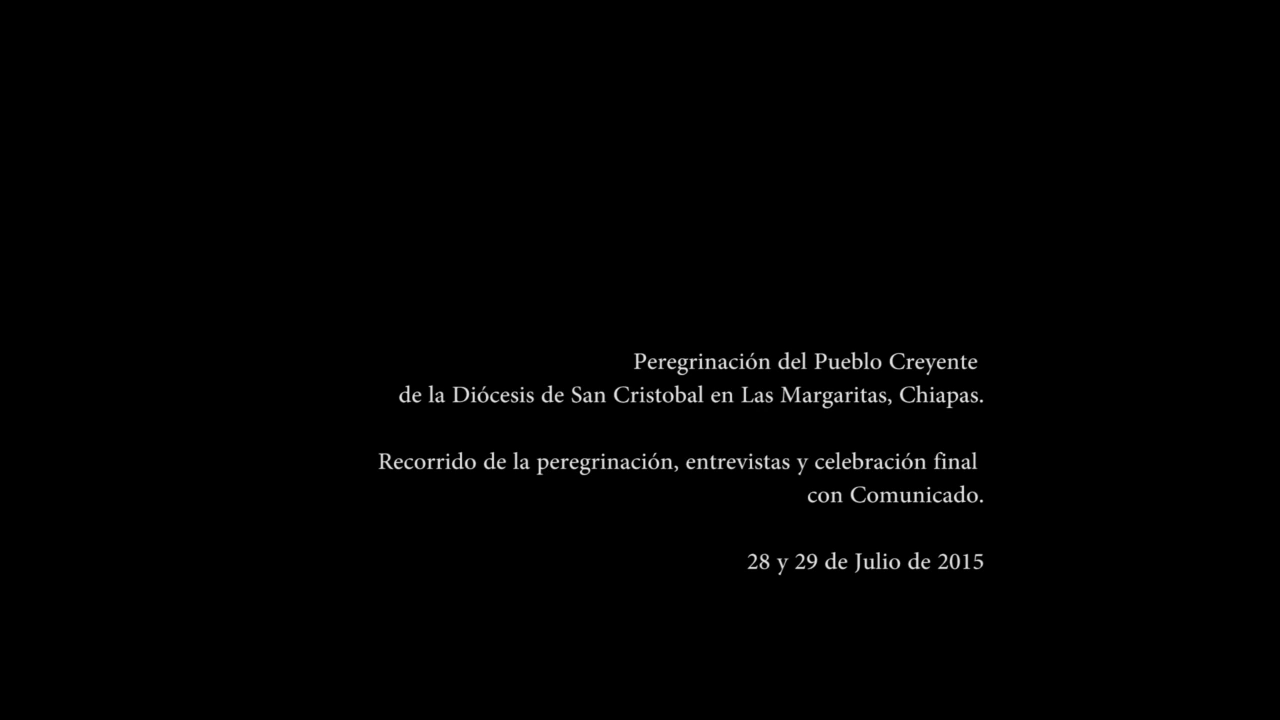 Peregrinación del Pueblo Creyente
de la Diócesis de San Cristobal en Las Margaritas, Chiapas.
Recorrido de la peregrinación, entrevistas y celebración final
con Comunicado.
28 y 29 de Julio de 2015